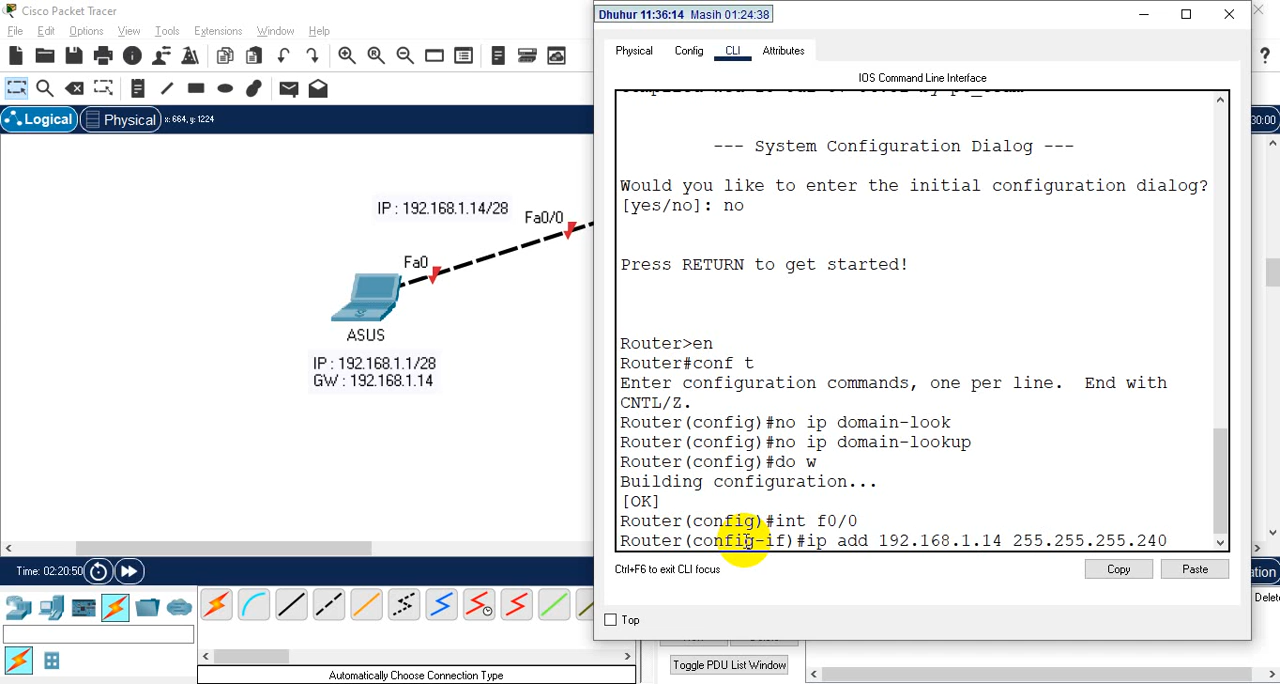 Cisco Packet Tracer
File Edit Options View Tools Extensions Window Help
Logical
Physical
x: 664, y: 1224
IP : 192.168.1.14/28
Fa0/0
Fa0
ASUS
IP : 192.168.1.1/28
GW : 192.168.1.14
Time: 02:20:50
Automatically Choose Connection Type
Dhuhur 11:36:14 Masih 01:24:38
Physical Config CLI Attributes
IOS Command Line Interface
--- System Configuration Dialog ---
Would you like to enter the initial configuration dialog?
[yes/no]: no
Press RETURN to get started!
Router>en
Router#conf t
Enter configuration commands, one per line. End with
CNTL/Z.
Router(config)#no ip domain-look
Router(config)#no ip domain-lookup
Router(config)#do w
Building configuration...
[OK]
Router(config)#int f0/0
Router(config-if)#ip add 192.168.1.14 255.255.255.240
Ctrl+F6 to exit CLI focus
Copy
Paste
Top
Toggle PDU List Window
?
:30:00